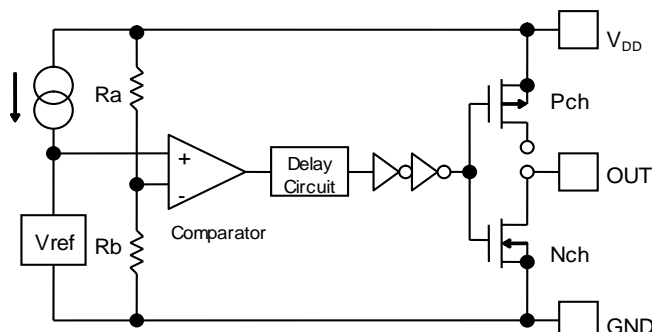 V_DD
Ra
Pch
+
-
Delay
Circuit
OUT
Vref
Rb
Comparator
Nch
GND